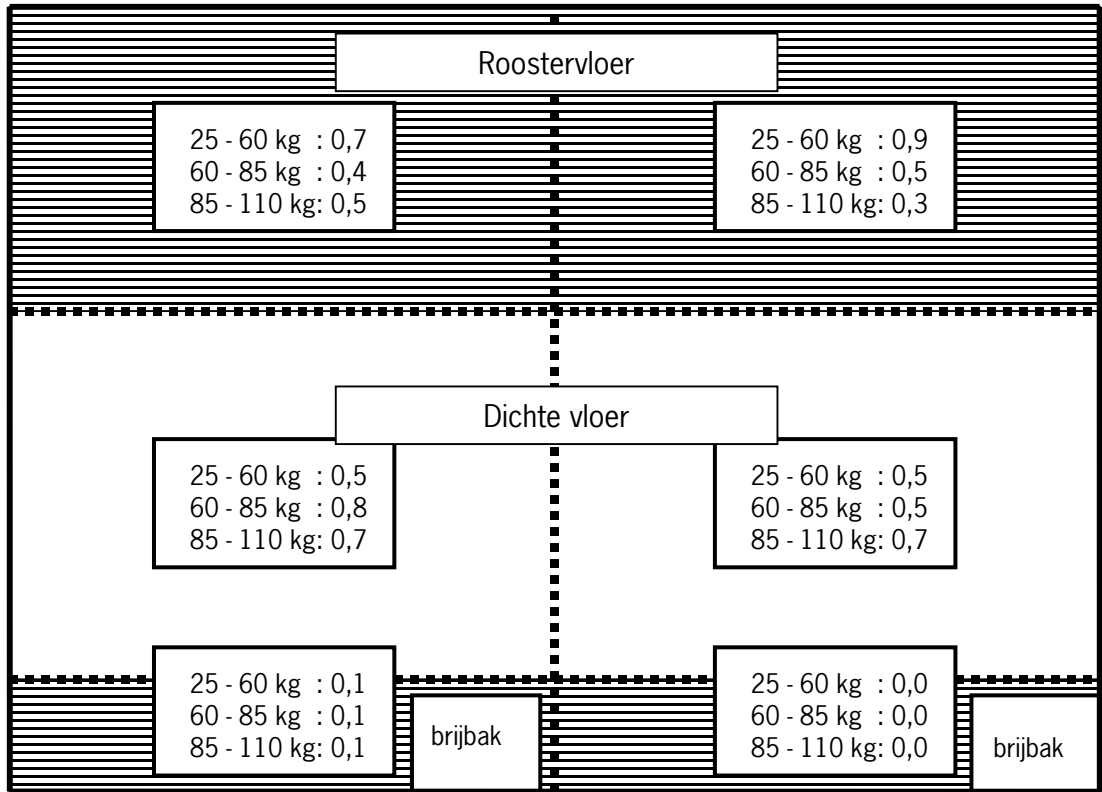 Roostervloer
25 - 60 kg : 0,7
60 - 85 kg : 0,4
85 - 110 kg: 0,5
25 - 60 kg : 0,9
60 - 85 kg : 0,5
85 - 110 kg: 0,3
Dichte vloer
25 - 60 kg : 0,5
60 - 85 kg : 0,8
85 - 110 kg: 0,7
25 - 60 kg : 0,5
60 - 85 kg : 0,5
85 - 110 kg: 0,7
25 - 60 kg : 0,1
60 - 85 kg : 0,1
85 - 110 kg: 0,1
brijbak
25 - 60 kg : 0,0
60 - 85 kg : 0,0
85 - 110 kg: 0,0
brijbak